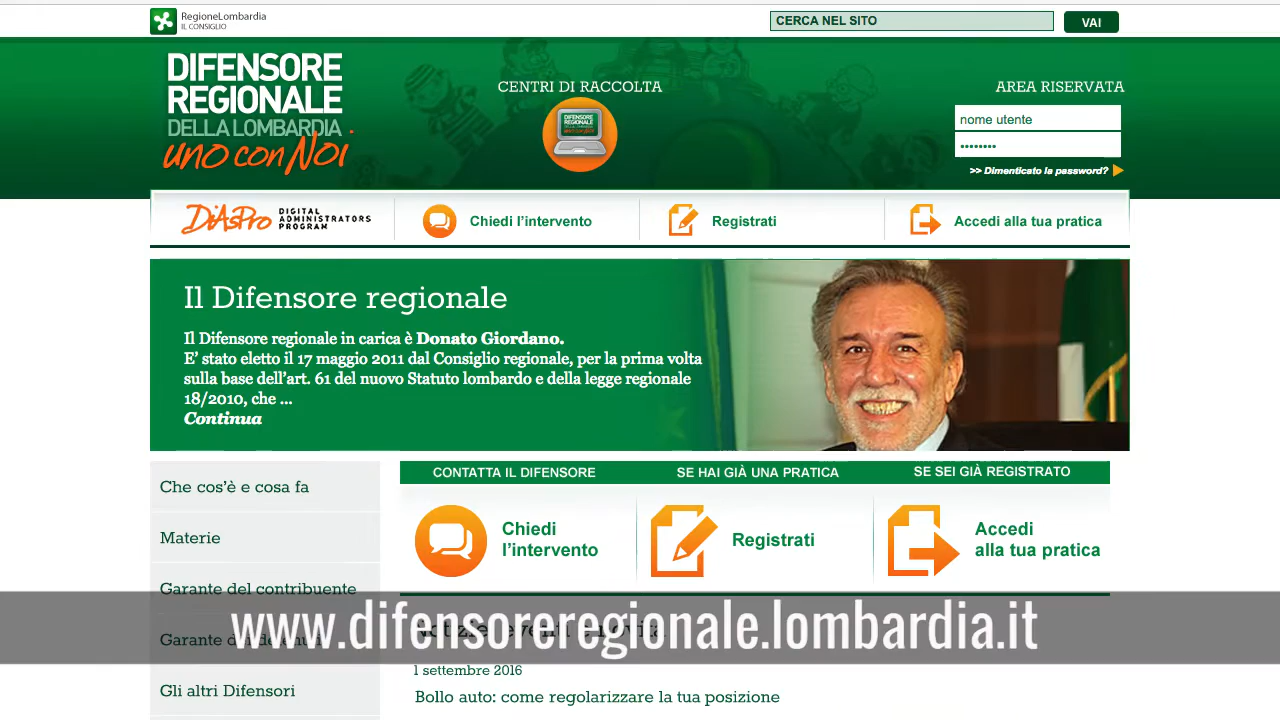 RegioneLombardia
IL CONSIGLIO
CERCA NEL SITO
VAI
DIFENSORE
REGIONALE
DELLA LOMBARDIA
uno con Noi
CENTRI DI RACCOLTA
DIFENSORE
REGIONALE
AREA RISERVATA
nome utente
••••••••
>> Dimenticato la password?
DiAsPro DIGITAL
ADMINISTRATORS
PROGRAM
Chiedi l'intervento
Registrati
Accedi alla tua pratica
Il Difensore regionale
Il Difensore regionale in carica è Donato Giordano.
E' stato eletto il 17 maggio 2011 dal Consiglio regionale, per la prima volta
sulla base dell'art. 61 del nuovo Statuto lombardo e della legge regionale
18/2010, che ...
Continua
Che cos'è e cosa fa
Materie
Garante del contribuente
Garante dei detenuti
Gli altri Difensori
CONTATTA IL DIFENSORE
SE HAI GIÀ UNA PRATICA
SE SEI GIÀ REGISTRATO
Chiedi
l'intervento
Registrati
Accedi
alla tua pratica
www.difensoreregionale.lombardia.it
1 settembre 2016
Bollo auto: come regolarizzare la tua posizione